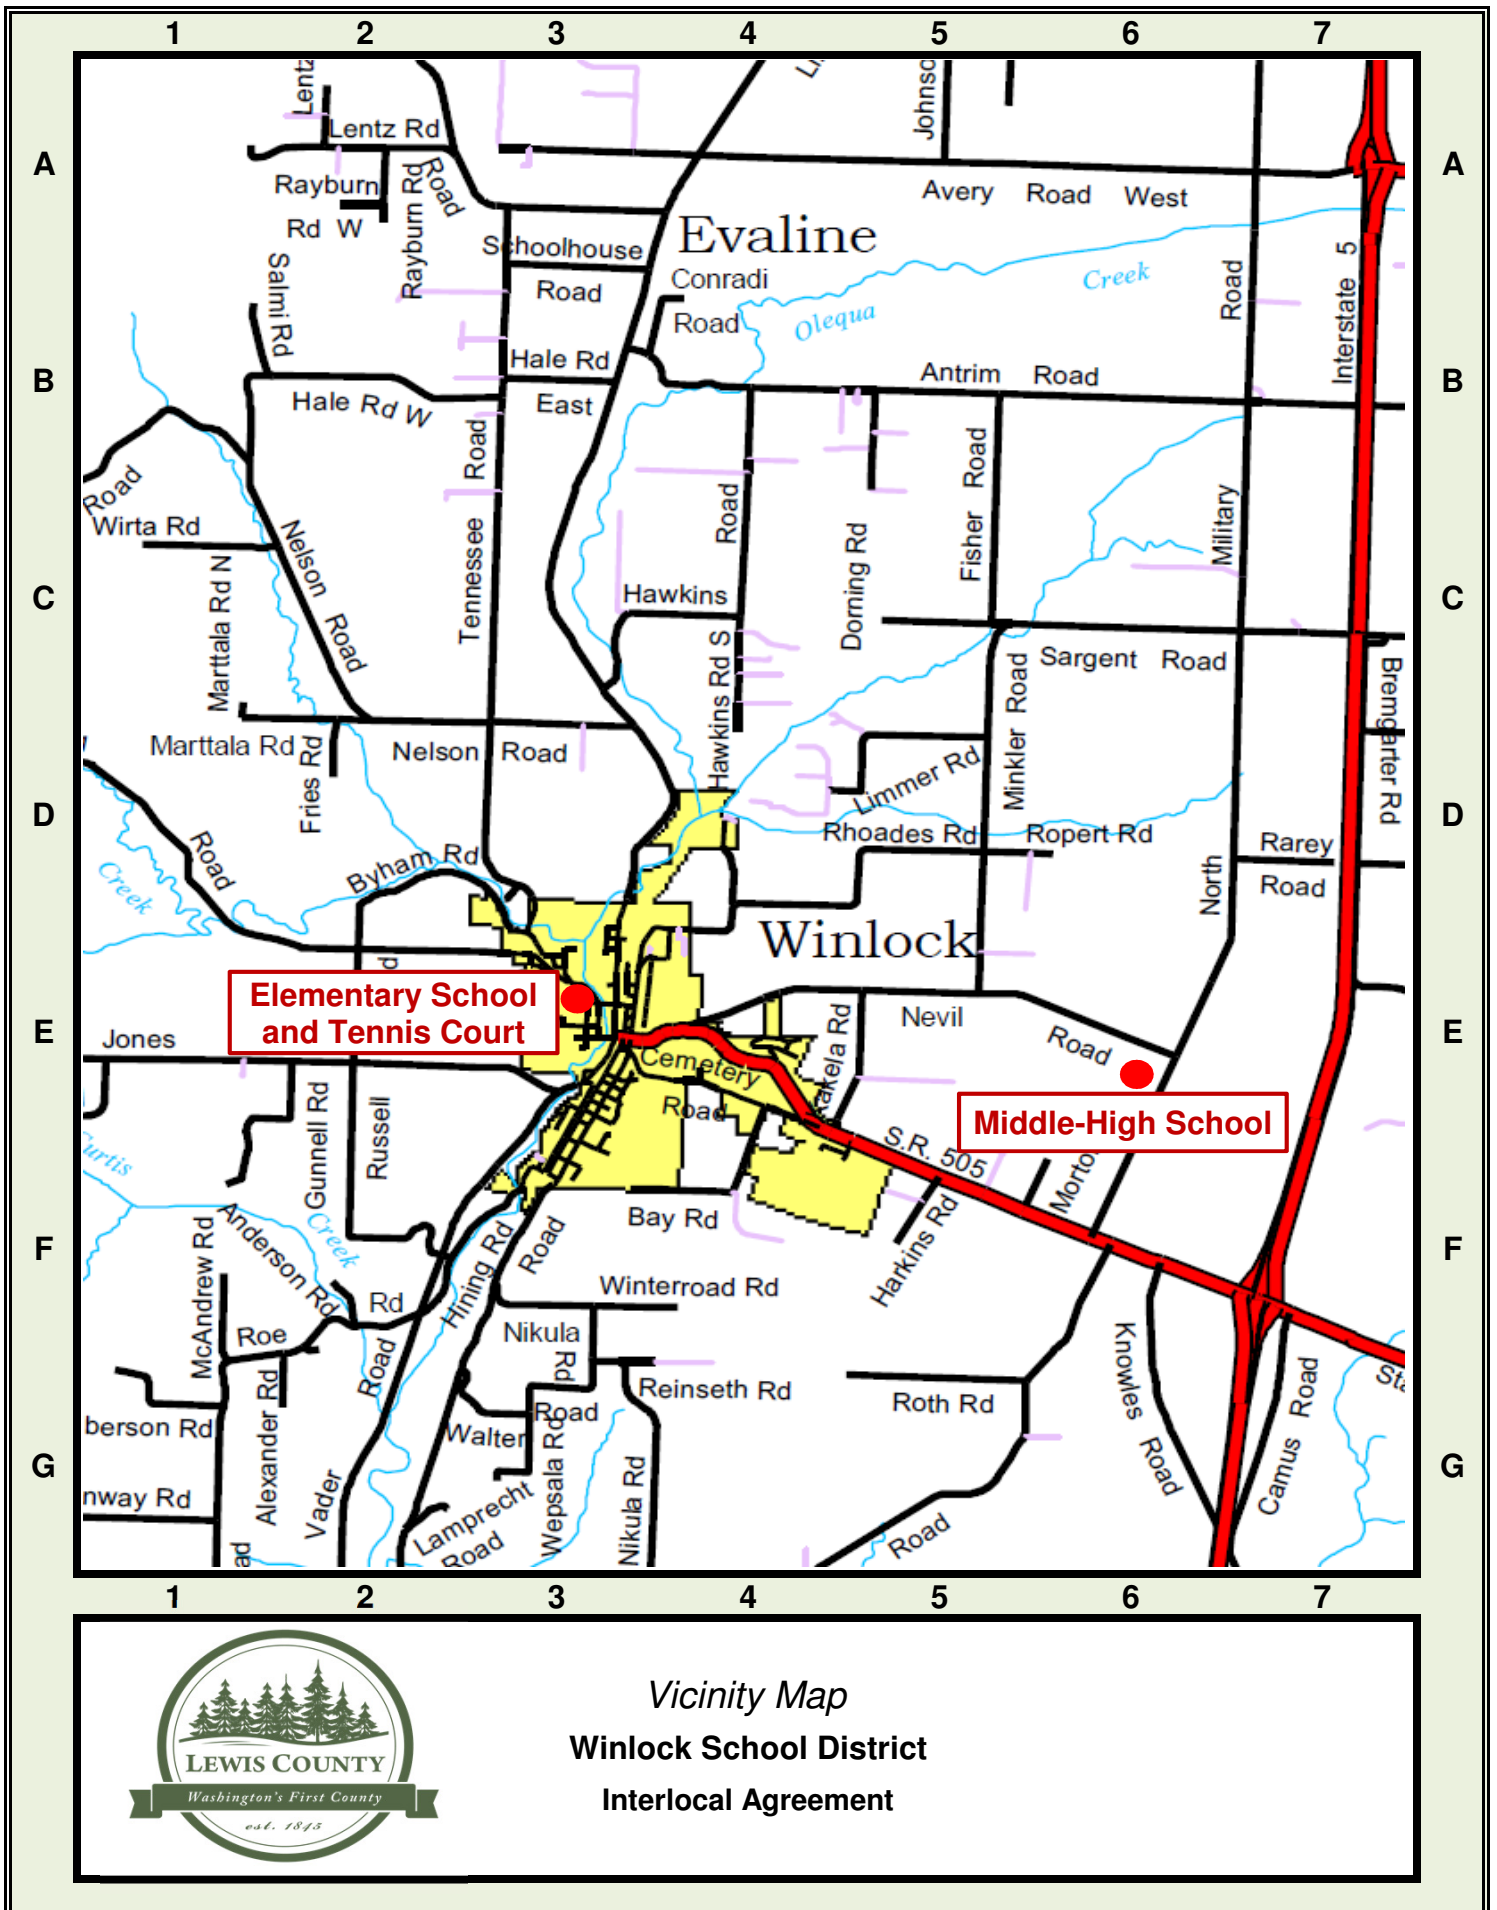 1 2 3 4 5 6 7
A A
B B
C C
D D
E E
F F
G G
Lentz
Lentz Rd
Johnso
Rayburn
Rd W
Rayburn Rd
Road
Avery Road West
Evaline
Schoolhouse
Road
Conradi
Road
Olequa
Creek
Road
Interstate 5
Salmi Rd
Hale Rd
East
Hale Rd W
Antrim Road
Road
Wirta Rd
Nelson
Road
Marttala Rd N
Road
Tennessee
Road
Hawkins
Hawkins Rd S
Dorning Rd
Fisher Road
Military
Sargent Road
Minkler Road
Bremgarter Rd
Marttala Rd
Fries Rd
Nelson Road
Limmer Rd
Rhoades Rd
Ropert Rd
Rarey
Road
North
Road
Creek
Byham Rd
Winlock
d
Elementary School
and Tennis Court
Jones
Nevil
Road
Kakela Rd
Cemetery
Road
Middle-High School
S.R. 505
Morto
Harkins Rd
Gunnell Rd
Russell
Curtis
Creek
Anderson Rd
McAndrew Rd
Rd
Roe
Hining Rd
Road
Bay Rd
Winterroad Rd
Nikula
Rd
Reinseth Rd
Road
Walter
Wepsala Rd
Nikula Rd
Roth Rd
Road
Knowles
Road
Camus Road
Sta
berson Rd
Alexander Rd
Road
Vader
nway Rd
ad
Lamprecht
Road
1 2 3 4 5 6 7
LEWIS COUNTY
Washington's First County
est. 1845
Vicinity Map
Winlock School District
Interlocal Agreement